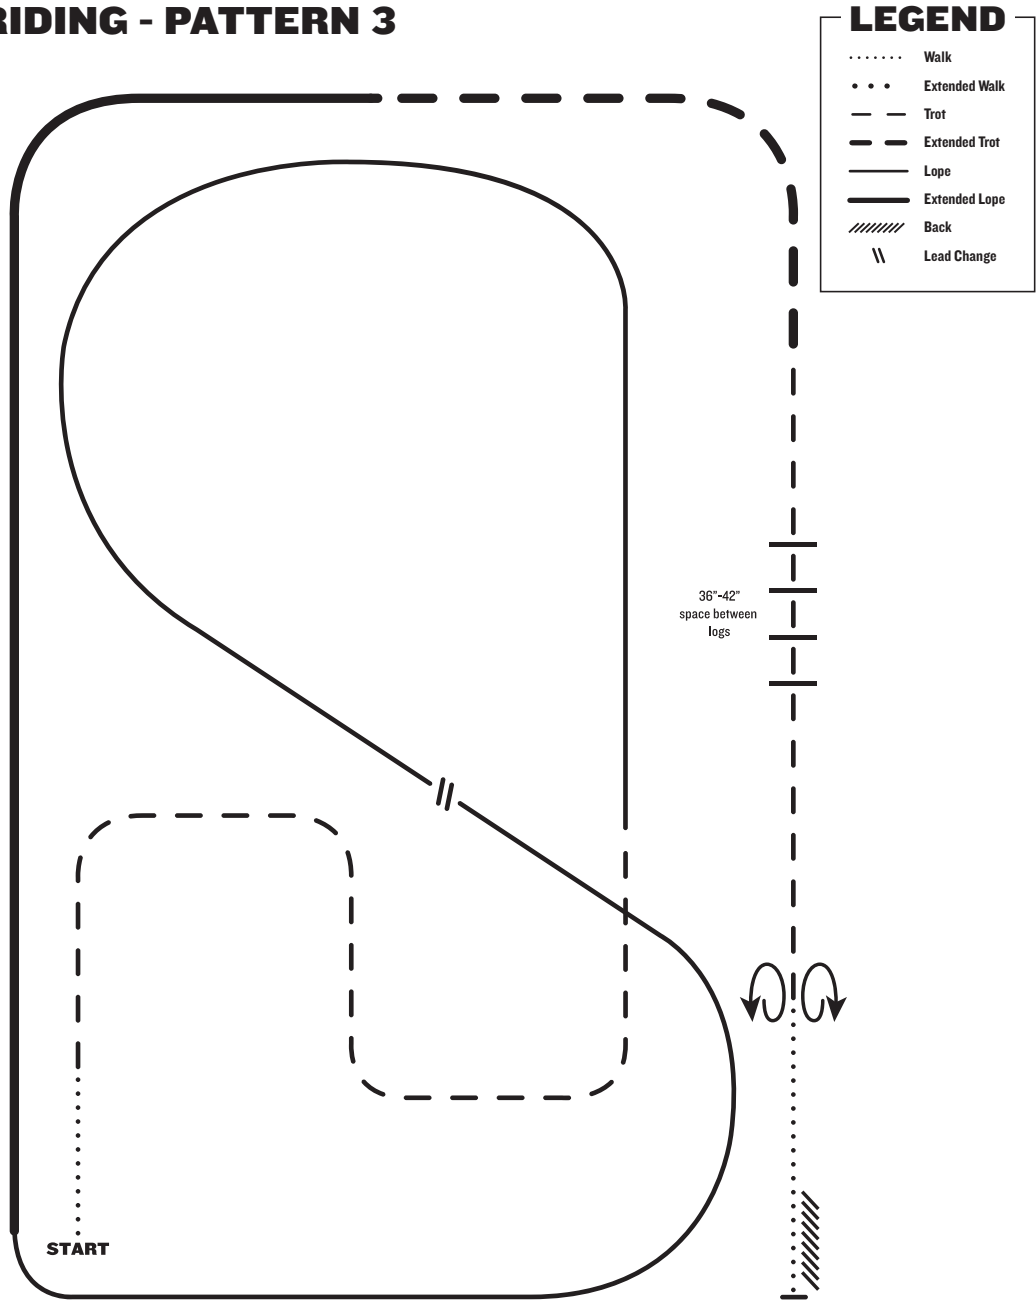 RIDING - PATTERN 3
LEGEND
Walk
Extended Walk
Trot
Extended Trot
Lope
Extended Lope
Back
Lead Change
36"-42"
space between
logs
START